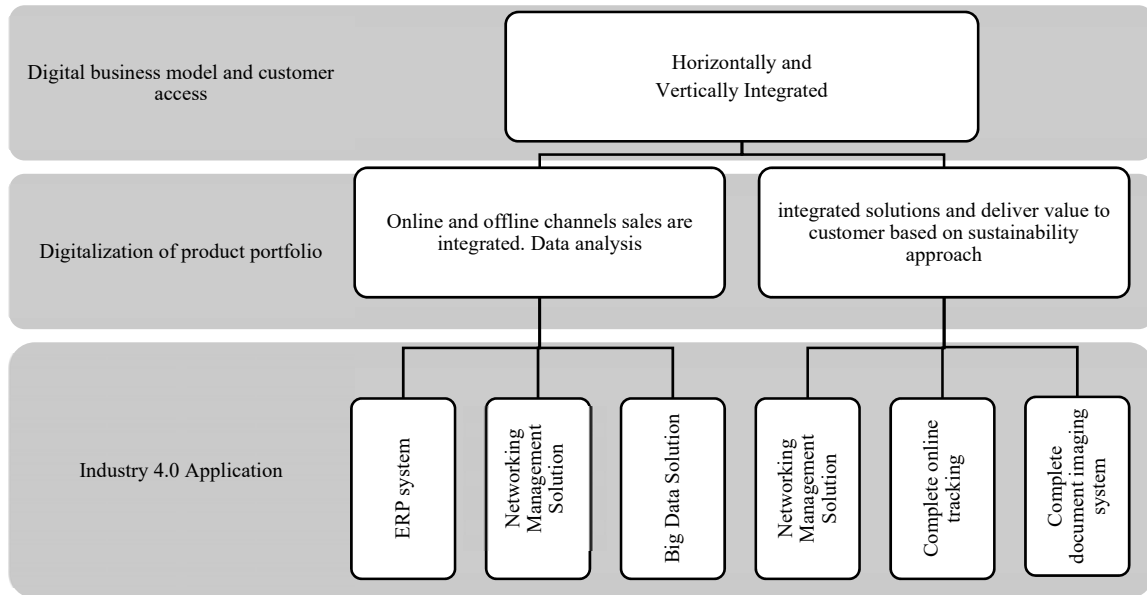 Digital business model and customer
access
Horizontally and
Vertically Integrated
Digitalization of product portfolio
Online and offline channels sales are
integrated. Data analysis
integrated solutions and deliver value to
customer based on sustainability
approach
Industry 4.0 Application
ERP system
Networking
Management
Solution
Big Data Solution
Networking
Management
Solution
Complete online
tracking
Complete
document imaging
system